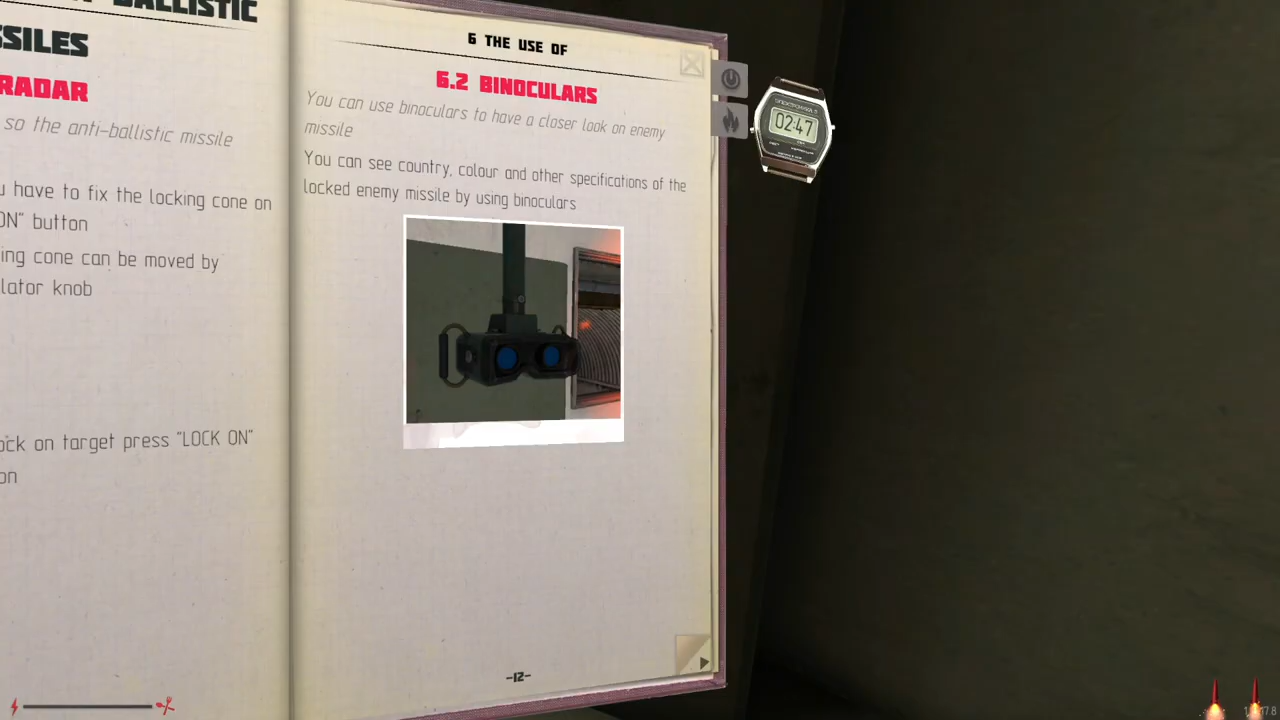 BALLISTIC
SSILES
RADAR
so the anti-ballistic missile
u have to fix the locking cone on
ON" button
ing cone can be moved by
lator knob
ock on target press "LOCK ON"
on
6 THE USE OF
6.2 BINOCULARS
You can use binoculars to have a closer look on enemy
missile
You can see country, colour and other specifications of the
locked enemy missile by using binoculars
-12-
02:47